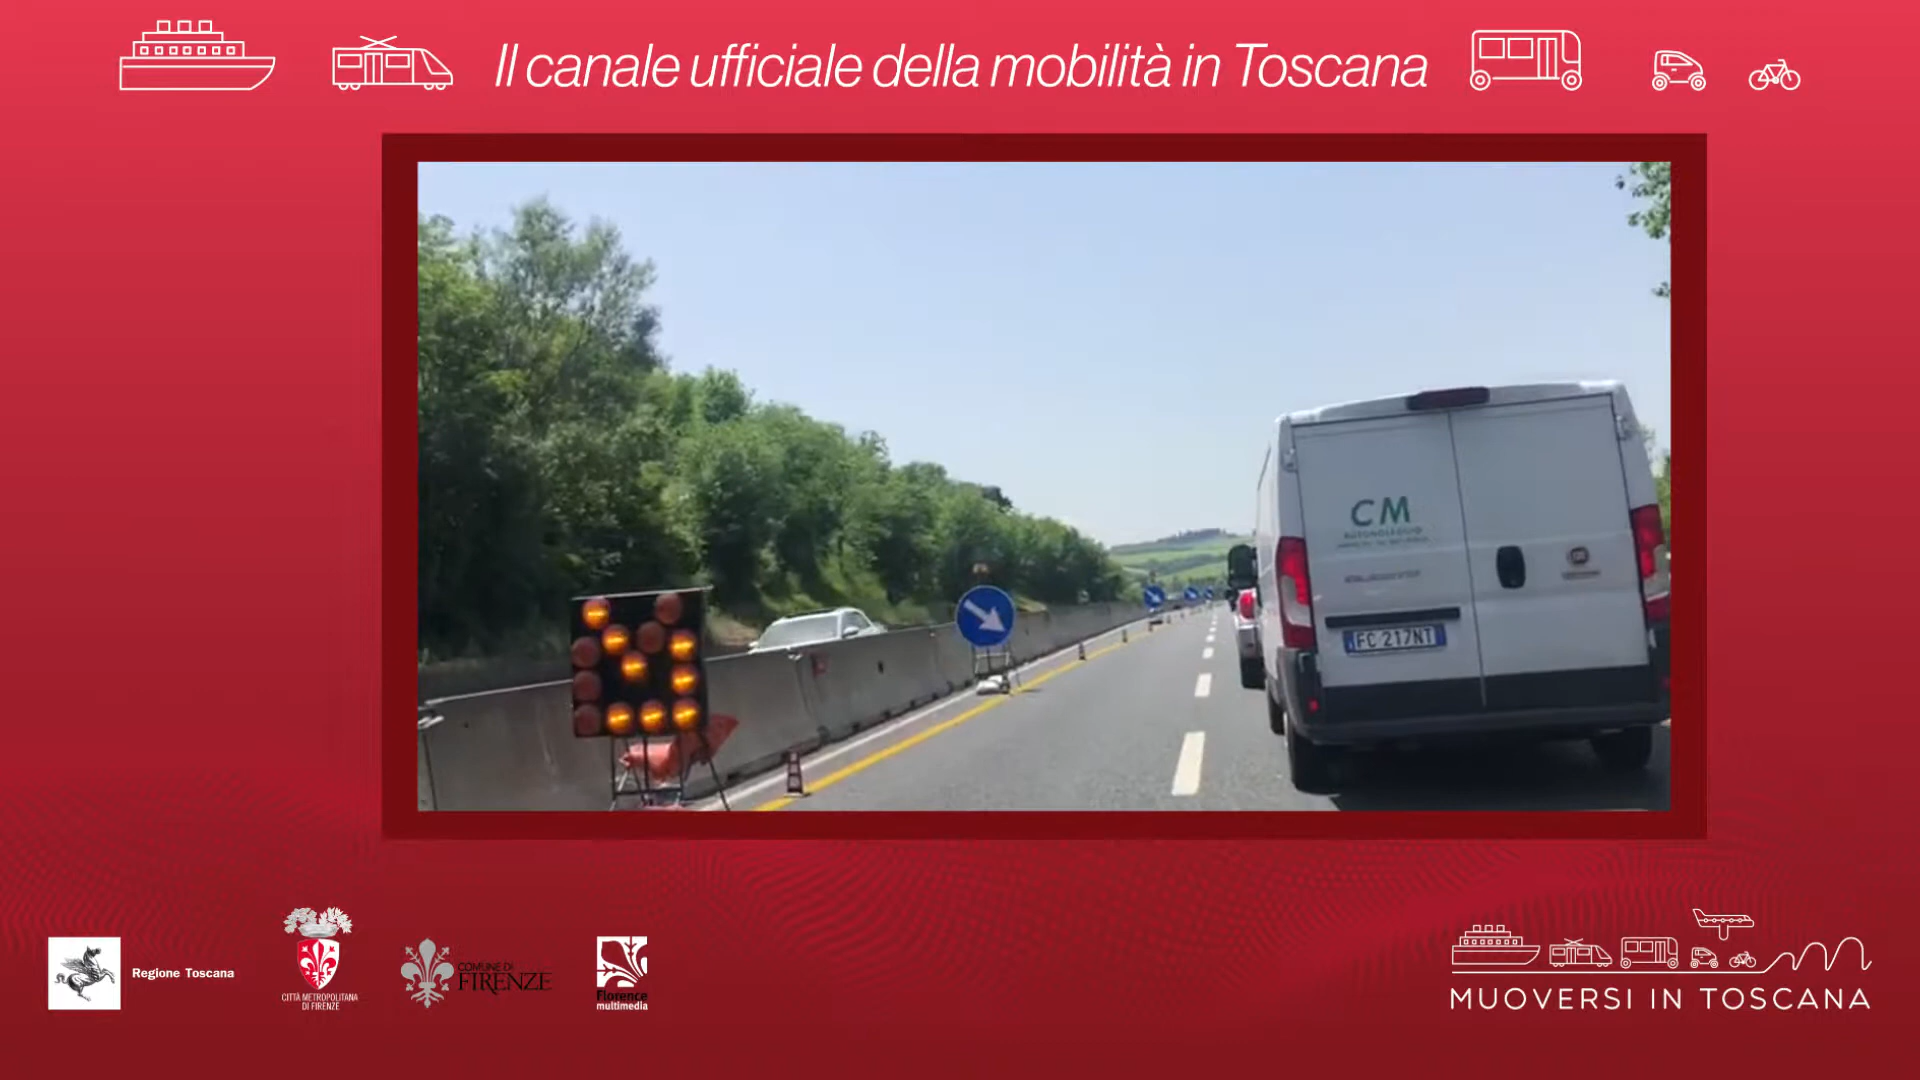 Il canale ufficiale della mobilità in Toscana
CM
AUTONOLEGGIO
FC 217NT
Regione Toscana
CITTÀ METROPOLITANA
DI FIRENZE
COMUNE DI
FIRENZE
Florence
multimedia
MUOVERSI IN TOSCANA